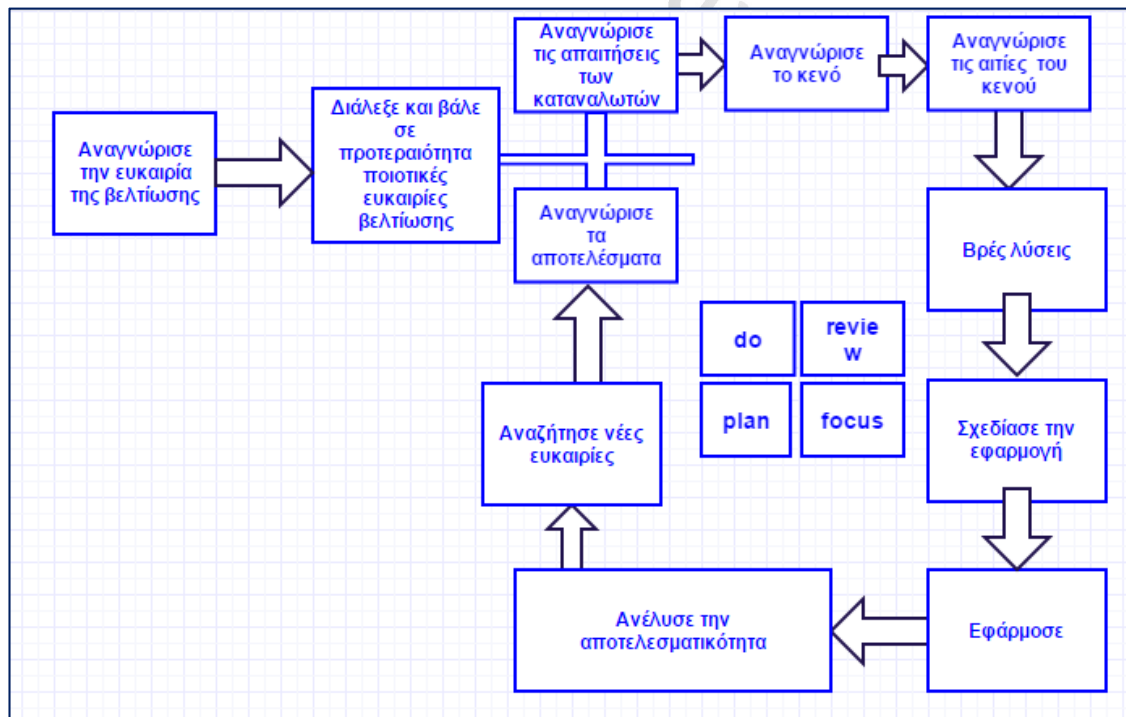 Αναγνώρισε
την ευκαιρία
της βελτίωσης
Διάλεξε και βάλε
σε
προτεραιότητα
ποιοτικές
ευκαιρίες
βελτίωσης
Αναγνώρισε
τις απαιτήσεις
των
καταναλωτών
Αναγνώρισε
το κενό
Αναγνώρισε
τις αιτίες του
κενού
Αναγνώρισε
τα
αποτελέσματα
Βρές λύσεις
do
revie
w
plan
focus
Αναζήτησε νέες
ευκαιρίες
Σχεδίασε την
εφαρμογή
Ανέλυσε την
αποτελεσματικότητα
Εφάρμοσε